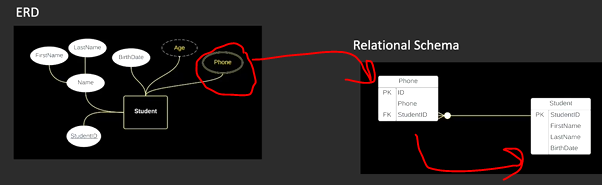 ERD
FirstName
LastName
BirthDate
Age
Phone
Name
Student
StudentID
Relational Schema
Phone
PK ID
Phone
FK StudentID
Student
PK StudentID
FirstName
LastName
BirthDate